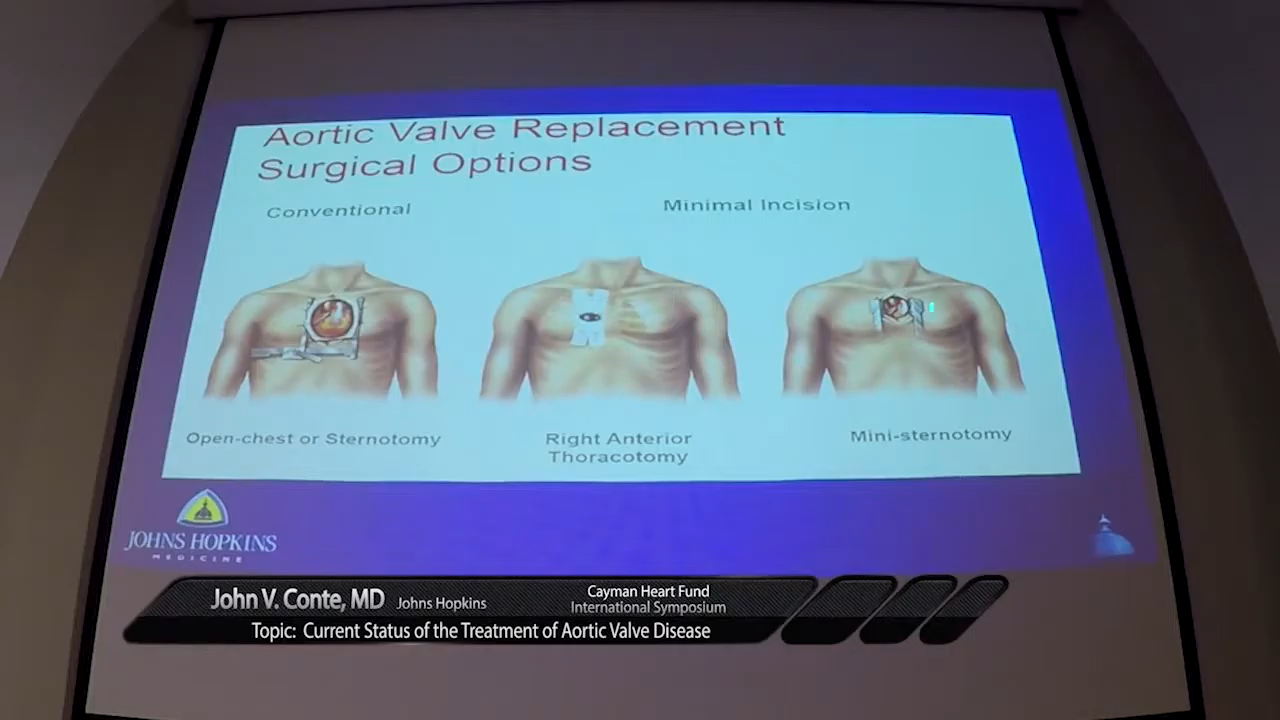 Aortic Valve Replacement
Surgical Options
Conventional
Minimal Incision
Open-chest or Sternotomy
Right Anterior
Thoracotomy
Mini-sternotomy
JOHNS HOPKINS
MEDICINE
John V. Conte, MD Johns Hopkins
Cayman Heart Fund
International Symposium
Topic: Current Status of the Treatment of Aortic Valve Disease